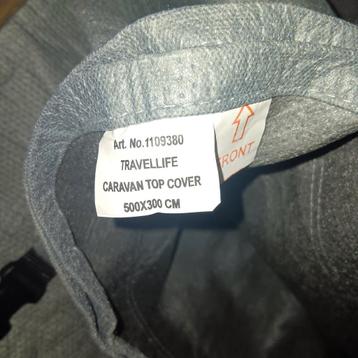 Art. No.1109380
TRAVELLIFE
CARAVAN TOP COVER
500X300 CM
FRONT